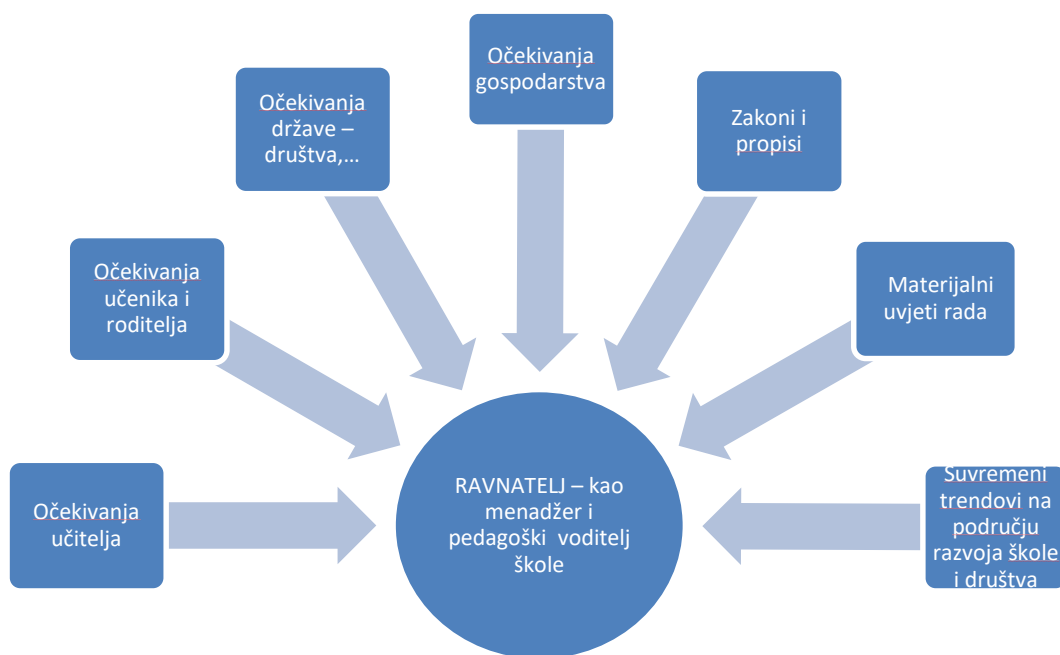 Očekivanja
gospodarstva
Očekivanja
države –
društva,...
Zakoni i
propisi
Očekivanja
učenika i
roditelja
Materijalni
uvjeti rada
Očekivanja
učitelja
RAVNATELJ – kao
menadžer i
pedagoški voditelj
škole
Suvremeni
trendovi na
području
razvoja škole
i društva